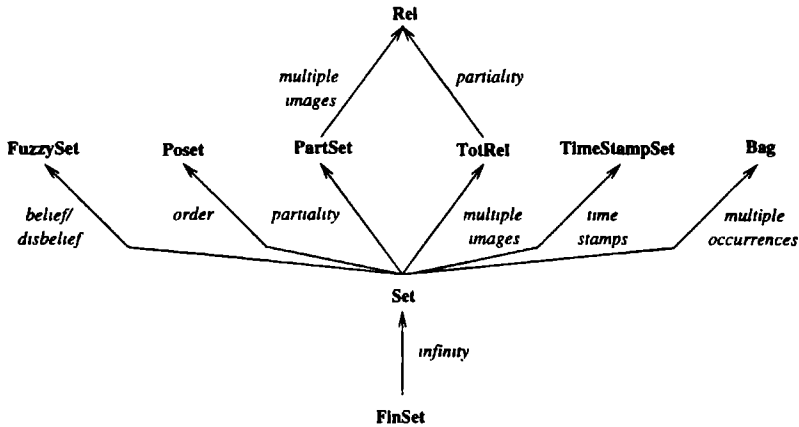 Rel
multiple
images
partiality
FuzzySet
Poset
PartSet
TotRel
TimeStampSet
Bag
belief/
disbelief
order
partiality
multiple
images
time
stamps
multiple
occurrences
Set
infinity
FinSet